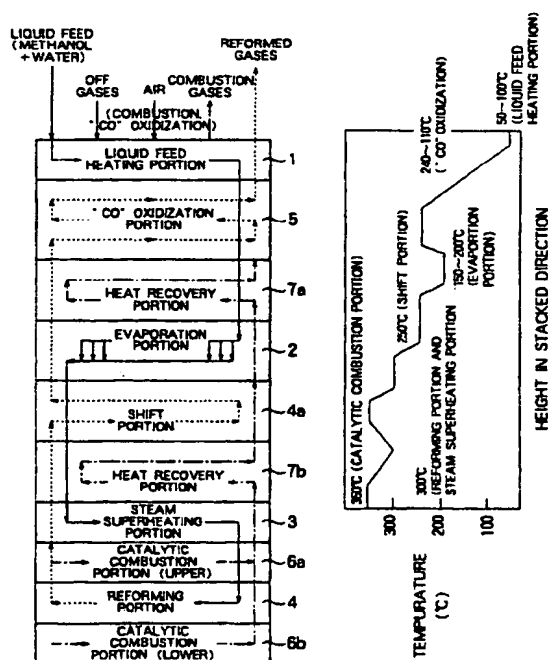 LIQUID FEED
(METHANOL
+WATER)
REFORMED
GASES
OFF
GASES
AIR
COMBUSTION
GASES
(COMBUSTION,
"CO" OXIDIZATION)
LIQUID FEED
HEATING PORTION
1
"CO" OXIDIZATION
PORTION
5
HEAT RECOVERY
PORTION
7a
EVAPORATION
PORTION
2
SHIFT
PORTION
4a
HEAT RECOVERY
PORTION
7b
STEAM
SUPERHEATING
PORTION
3
CATALYTIC
COMBUSTION
PORTION (UPPER)
6a
REFORMING
PORTION
4
CATALYTIC
COMBUSTION
PORTION (LOWER)
6b
350°C (CATALYTIC COMBUSTION PORTION)
300°C
(REFORMING PORTION AND
STEAM SUPERHEATING PORTION)
250°C (SHIFT PORTION)
150~200°C
(EVAPORTION
PORTION)
240~110°C
("CO" OXIDIZATION)
50~100°C
(LIQUID FEED
HEATING PORTION)
HEIGHT IN STACKED DIRECTION
300
200
100
TEMPURATURE
(°C)